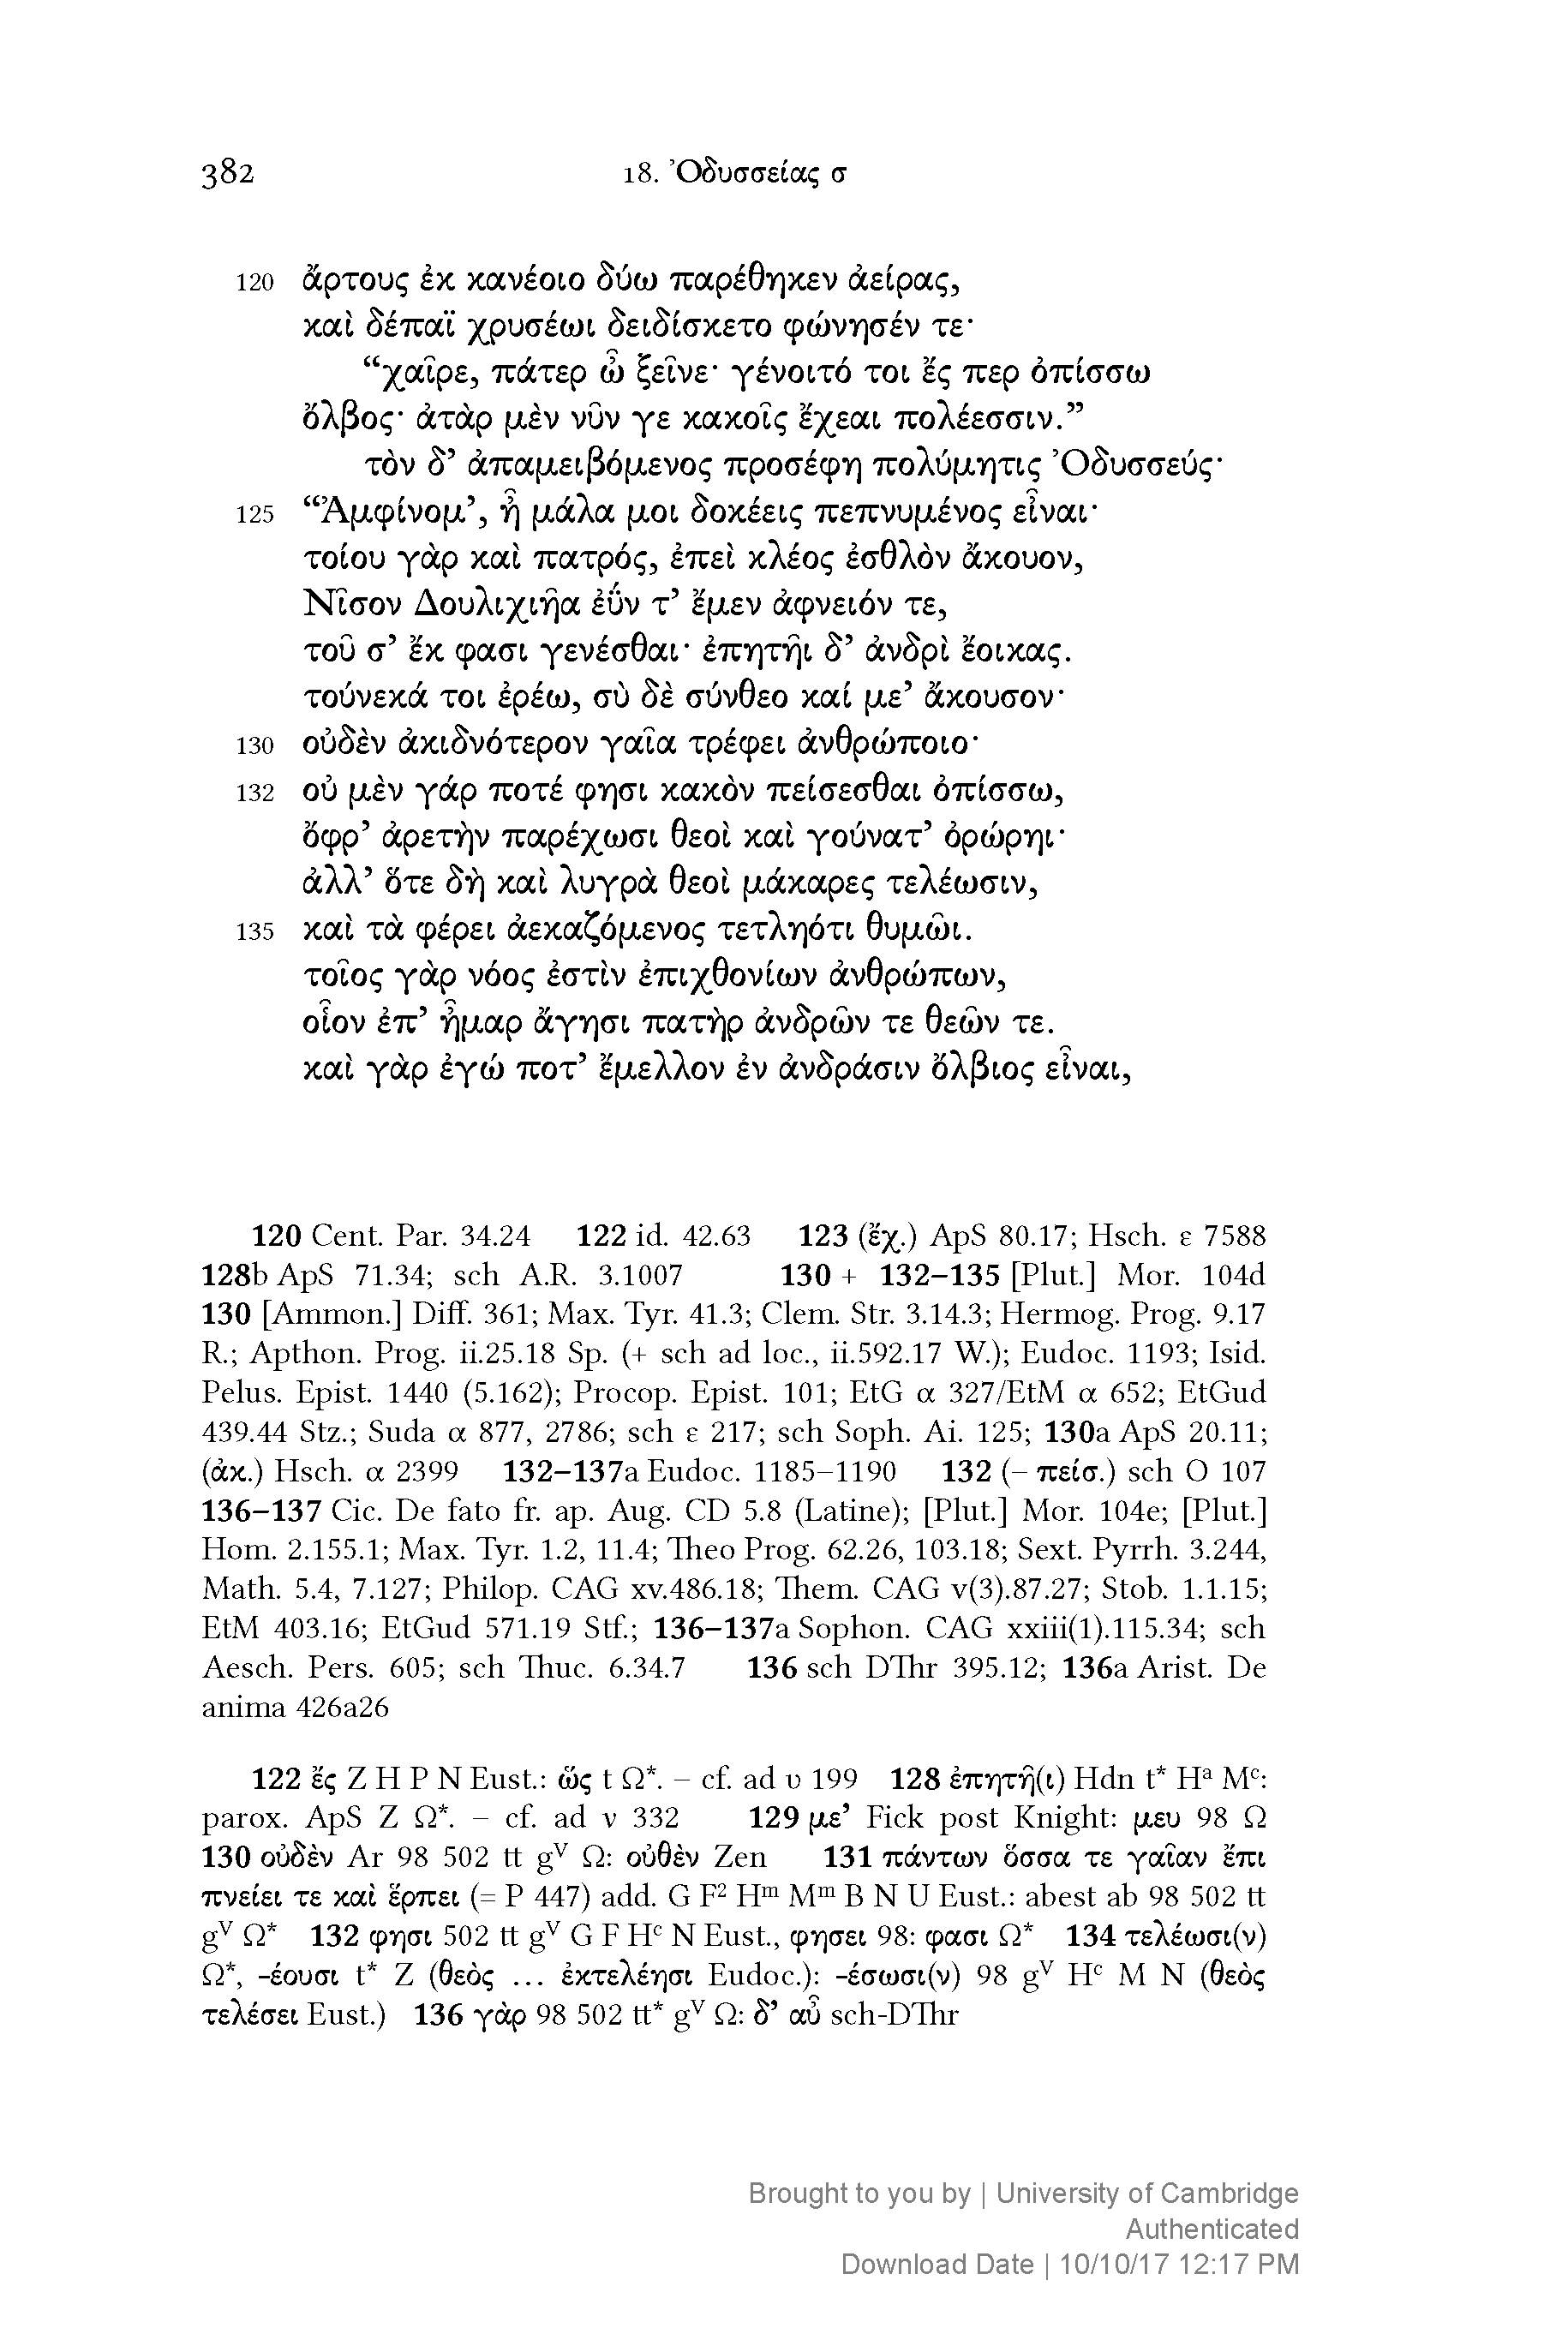 382 18. Ὀδυσσείας σ
120 ἄρτους ἐκ κανέοιο δύω παρέθηκεν ἀείρας,
καὶ δέπαϊ χρυσέωι δειδίσκετο φώνησέν τε·
“χαῖρε, πάτερ ὦ ξεῖνε· γένοιτό τοι ἔς περ ὀπίσσω
ὄλβος· ἀτὰρ μὲν νῦν γε κακοῖς ἔχεαι πολέεσσιν.”
τὸν δ’ ἀπαμειβόμενος προσέφη πολύμητις Ὀδυσσεύς·
125 “Ἀμφίνομ’, ἦ μάλα μοι δοκέεις πεπνυμένος εἶναι·
τοίου γὰρ καὶ πατρός, ἐπεὶ κλέος ἐσθλὸν ἄκουον,
Νῖσον Δουλιχιῆα ἐΰν τ’ ἔμεν ἀφνειόν τε,
τοῦ σ’ ἔκ φασι γενέσθαι· ἐπητῆι δ’ ἀνδρὶ ἔοικας.
τούνεκά τοι ἐρέω, σὺ δὲ σύνθεο καί με’ ἄκουσον·
130 οὐδὲν ἀκιδνότερον γαῖα τρέφει ἀνθρώποιο·
132 οὐ μὲν γάρ ποτέ φησι κακὸν πείσεσθαι ὀπίσσω,
ὄφρ’ ἀρετὴν παρέχωσι θεοὶ καὶ γούνατ’ ὀρώρηι·
ἀλλ’ ὅτε δὴ καὶ λυγρὰ θεοὶ μάκαρες τελέωσιν,
135 καὶ τὰ φέρει ἀεκαζόμενος τετληότι θυμῶι.
τοῖος γὰρ νόος ἐστὶν ἐπιχθονίων ἀνθρώπων,
οἷον ἐπ’ ἦμαρ ἄγησι πατὴρ ἀνδρῶν τε θεῶν τε.
καὶ γὰρ ἐγώ ποτ’ ἔμελλον ἐν ἀνδράσιν ὄλβιος εἶναι,
120 Cent. Par. 34.24 122 id. 42.63 123 (ἔχ.) ApS 80.17; Hsch. ε 7588
128b ApS 71.34; sch A.R. 3.1007 130 + 132–135 [Plut.] Mor. 104d
130 [Ammon.] Diff. 361; Max. Tyr. 41.3; Clem. Str. 3.14.3; Hermog. Prog. 9.17
R.; Apthon. Prog. ii.25.18 Sp. (+ sch ad loc., ii.592.17 W.); Eudoc. 1193; Isid.
Pelus. Epist. 1440 (5.162); Procop. Epist. 101; EtG α 327/EtM α 652; EtGud
439.44 Stz.; Suda α 877, 2786; sch ε 217; sch Soph. Ai. 125; 130a ApS 20.11;
(ἀκ.) Hsch. α 2399 132–137a Eudoc. 1185–1190 132 (– πείσ.) sch O 107
136–137 Cic. De fato fr. ap. Aug. CD 5.8 (Latine); [Plut.] Mor. 104e; [Plut.]
Hom. 2.155.1; Max. Tyr. 1.2, 11.4; Theo Prog. 62.26, 103.18; Sext. Pyrrh. 3.244,
Math. 5.4, 7.127; Philop. CAG xv.486.18; Them. CAG v(3).87.27; Stob. 1.1.15;
EtM 403.16; EtGud 571.19 Stf.; 136–137a Sophon. CAG xxiii(1).115.34; sch
Aesch. Pers. 605; sch Thuc. 6.34.7 136 sch DThr 395.12; 136a Arist. De
anima 426a26
122 ἔς Z H P N Eust.: ὥς t Ω*. – cf. ad υ 199 128 ἐπητῆ(ι) Hdn t* Hᵃ Mᶜ:
parox. ApS Z Ω*. – cf. ad ν 332 129 με’ Fick post Knight: μευ 98 Ω
130 οὐδὲν Ar 98 502 tt gⱽ Ω: οὐθὲν Zen 131 πάντων ὅσσα τε γαῖαν ἔπι
πνείει τε καὶ ἕρπει (= Ρ 447) add. G F² Hᵐ Mᵐ B N U Eust.: abest ab 98 502 tt
gⱽ Ω* 132 φησι 502 tt gⱽ G F Hᶜ N Eust., φησει 98: φασι Ω* 134 τελέωσι(ν)
Ω*, -έουσι t* Z (θεὸς ... ἐκτελέησι Eudoc.): -έσωσι(ν) 98 gⱽ Hᶜ M N (θεὸς
τελέσει Eust.) 136 γὰρ 98 502 tt* gⱽ Ω: δ’ αὖ sch-DThr
Brought to you by | University of Cambridge
Authenticated
Download Date | 10/10/17 12:17 PM